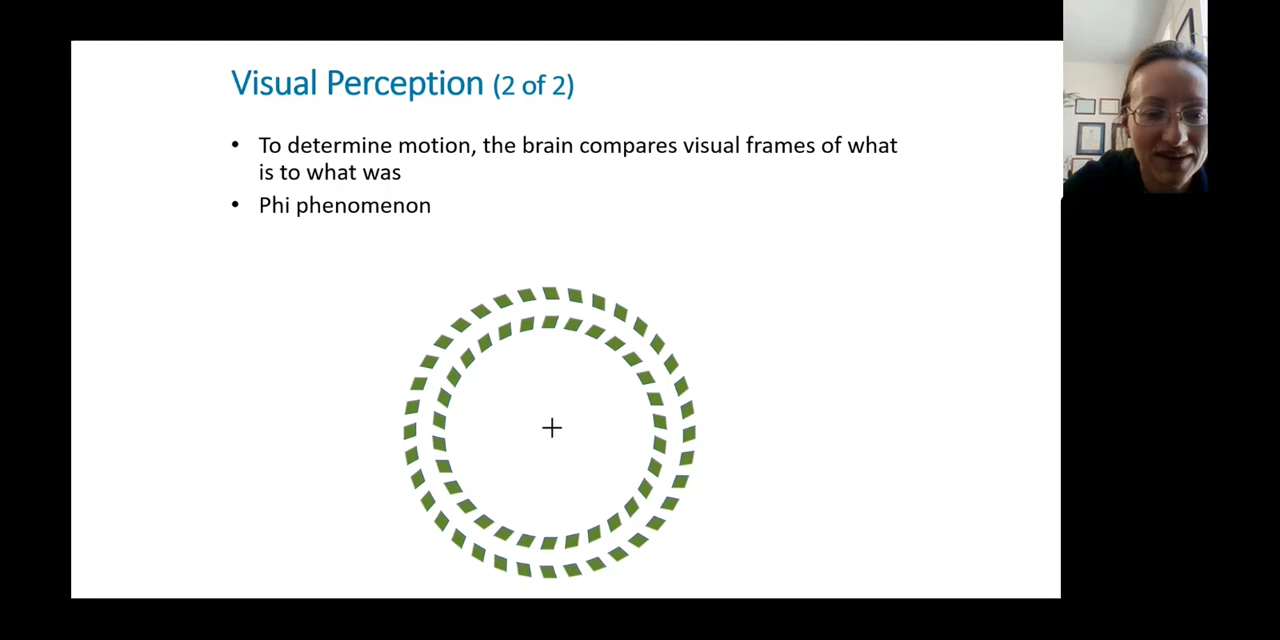 Visual Perception (2 of 2)
• To determine motion, the brain compares visual frames of what
is to what was
• Phi phenomenon